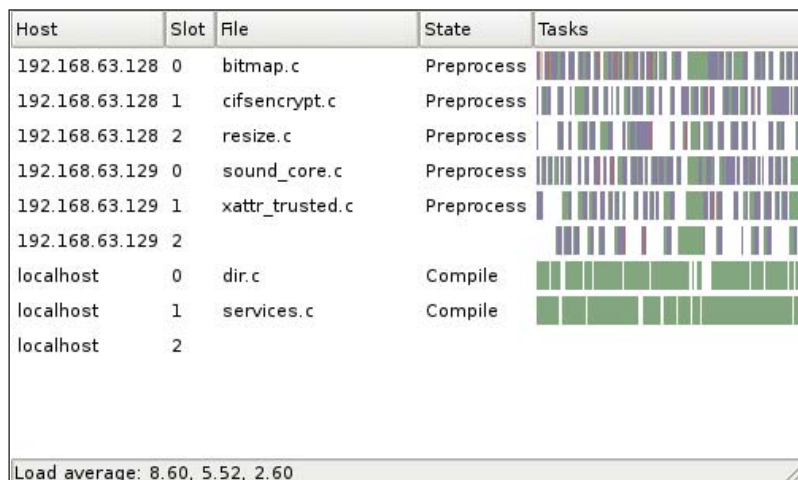 Host Slot File State Tasks
192.168.63.128 0 bitmap.c Preprocess
192.168.63.128 1 cifsencrypt.c Preprocess
192.168.63.128 2 resize.c Preprocess
192.168.63.129 0 sound_core.c Preprocess
192.168.63.129 1 xattr_trusted.c Preprocess
192.168.63.129 2
localhost 0 dir.c Compile
localhost 1 services.c Compile
localhost 2
Load average: 8.60, 5.52, 2.60